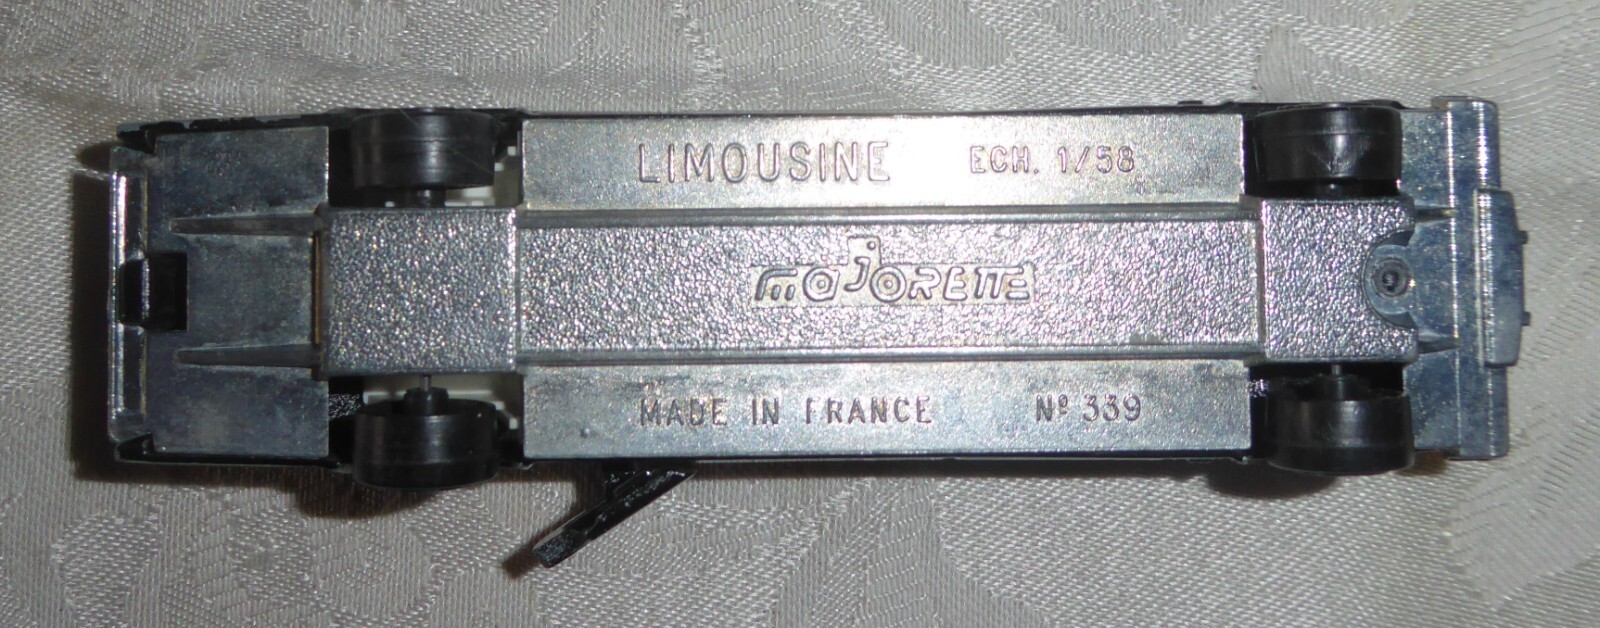 LIMOUSINE ECH. 1/58
majorette
MADE IN FRANCE Nº 339